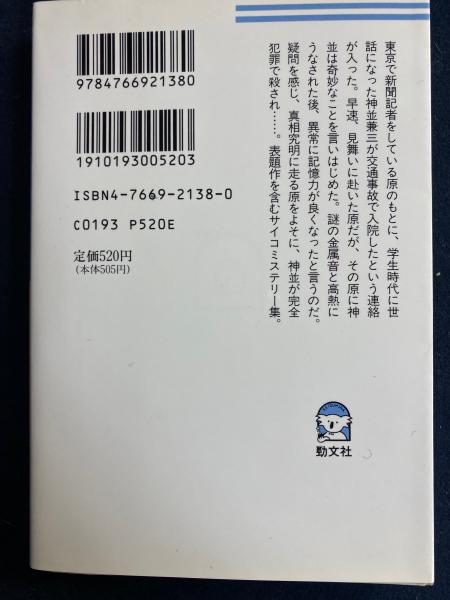 東京で新聞記者をしている原のもとに、学生時代に世
話になった神並兼三が交通事故で入院したという連絡
が入った。早速、見舞いに赴いた原だが、その原に神
並は奇妙なことを言いはじめた。謎の金属音と高熱に
うなされた後、異常に記憶力が良くなったと言うのだ。
疑問を感じ、真相究明に走る原をよそに、神並が完全
犯罪で殺され……。表題作を含むサイコミステリー集。
9784766921380
1910193005203
ISBN4-7669-2138-0
C0193 P520E
定価520円
(本体505円)
勁文社